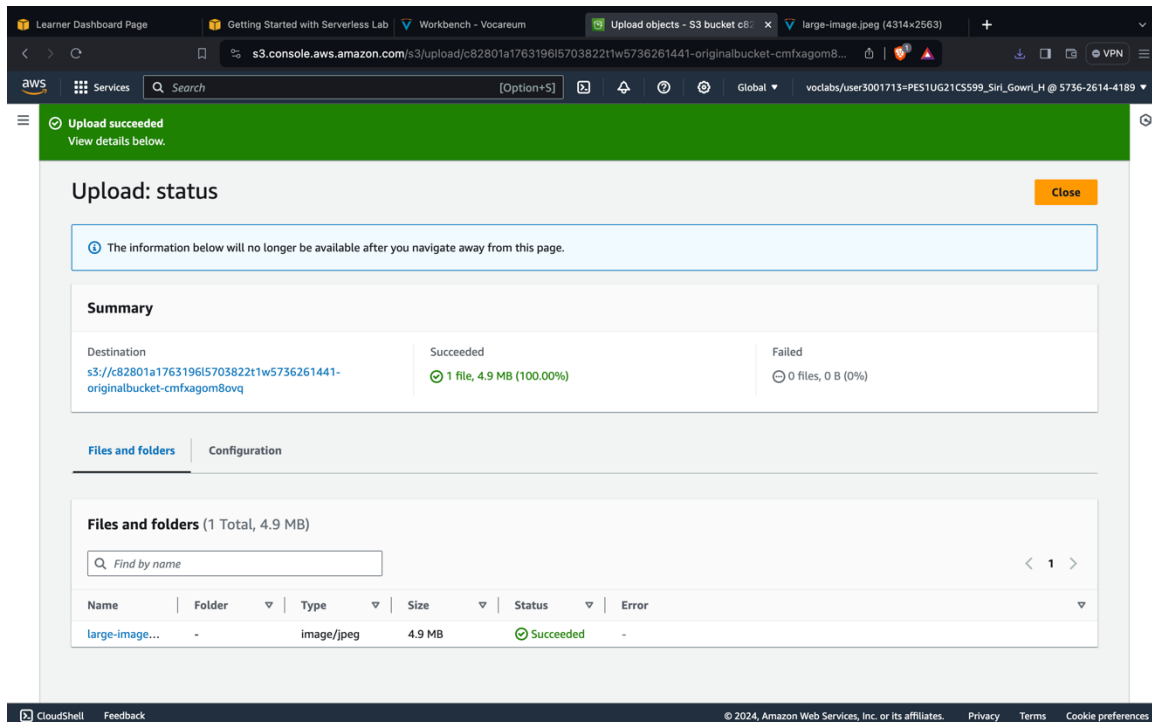 Learner Dashboard Page Getting Started with Serverless Lab Workbench - Vocareum Upload objects - S3 bucket c82 large-image.jpeg (4314×2563)
s3.console.aws.amazon.com/s3/upload/c82801a1763196l5703822t1w5736261441-originalbucket-cmfxagom8... VPN
aws Services Search [Option+S] Global voclabs/user3001713=PES1UG21CS599_Siri_Gowri_H @ 5736-2614-4189
Upload succeeded
View details below.
Upload: status Close
The information below will no longer be available after you navigate away from this page.
Summary
Destination Succeeded Failed
s3://c82801a1763196l5703822t1w5736261441- 1 file, 4.9 MB (100.00%) 0 files, 0 B (0%)
originalbucket-cmfxagom8ovq
Files and folders Configuration
Files and folders (1 Total, 4.9 MB)
Find by name 1
Name Folder Type Size Status Error
large-image... - image/jpeg 4.9 MB Succeeded -
CloudShell Feedback © 2024, Amazon Web Services, Inc. or its affiliates. Privacy Terms Cookie preferences